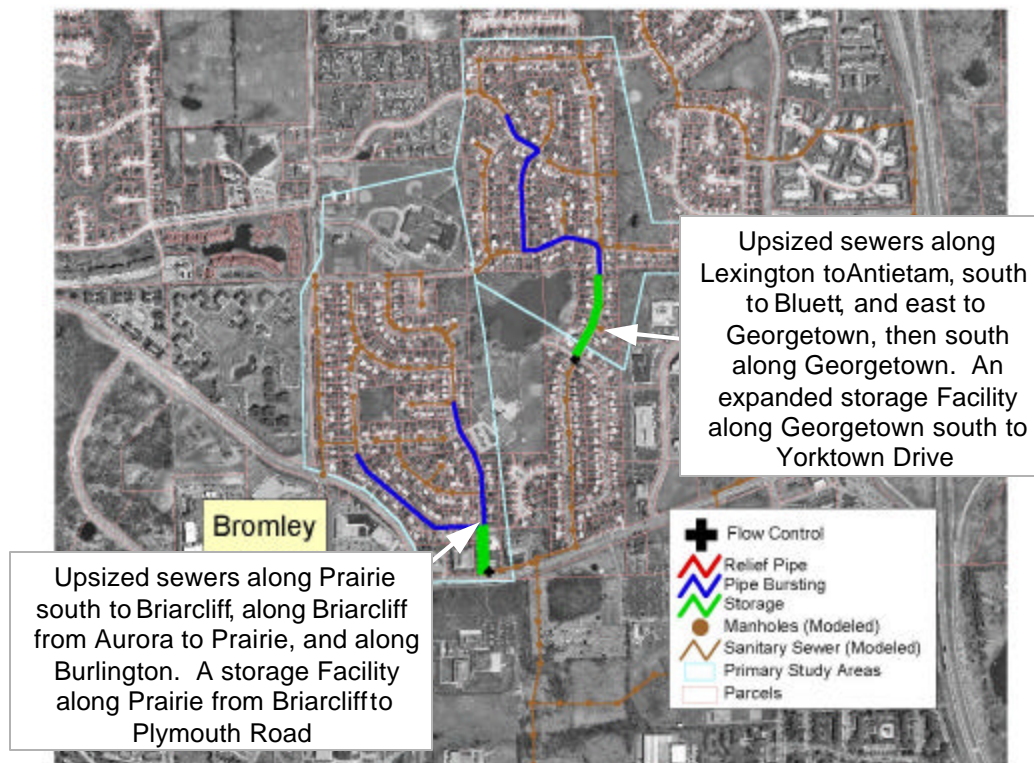 Upsized sewers along
Lexington toAntietam, south
to Bluett, and east to
Georgetown, then south
along Georgetown. An
expanded storage Facility
along Georgetown south to
Yorktown Drive
Bromley
Upsized sewers along Prairie
south to Briarcliff, along Briarcliff
from Aurora to Prairie, and along
Burlington. A storage Facility
along Prairie from Briarcliff to
Plymouth Road
Flow Control
Relief Pipe
Pipe Bursting
Storage
Manholes (Modeled)
Sanitary Sewer (Modeled)
Primary Study Areas
Parcels